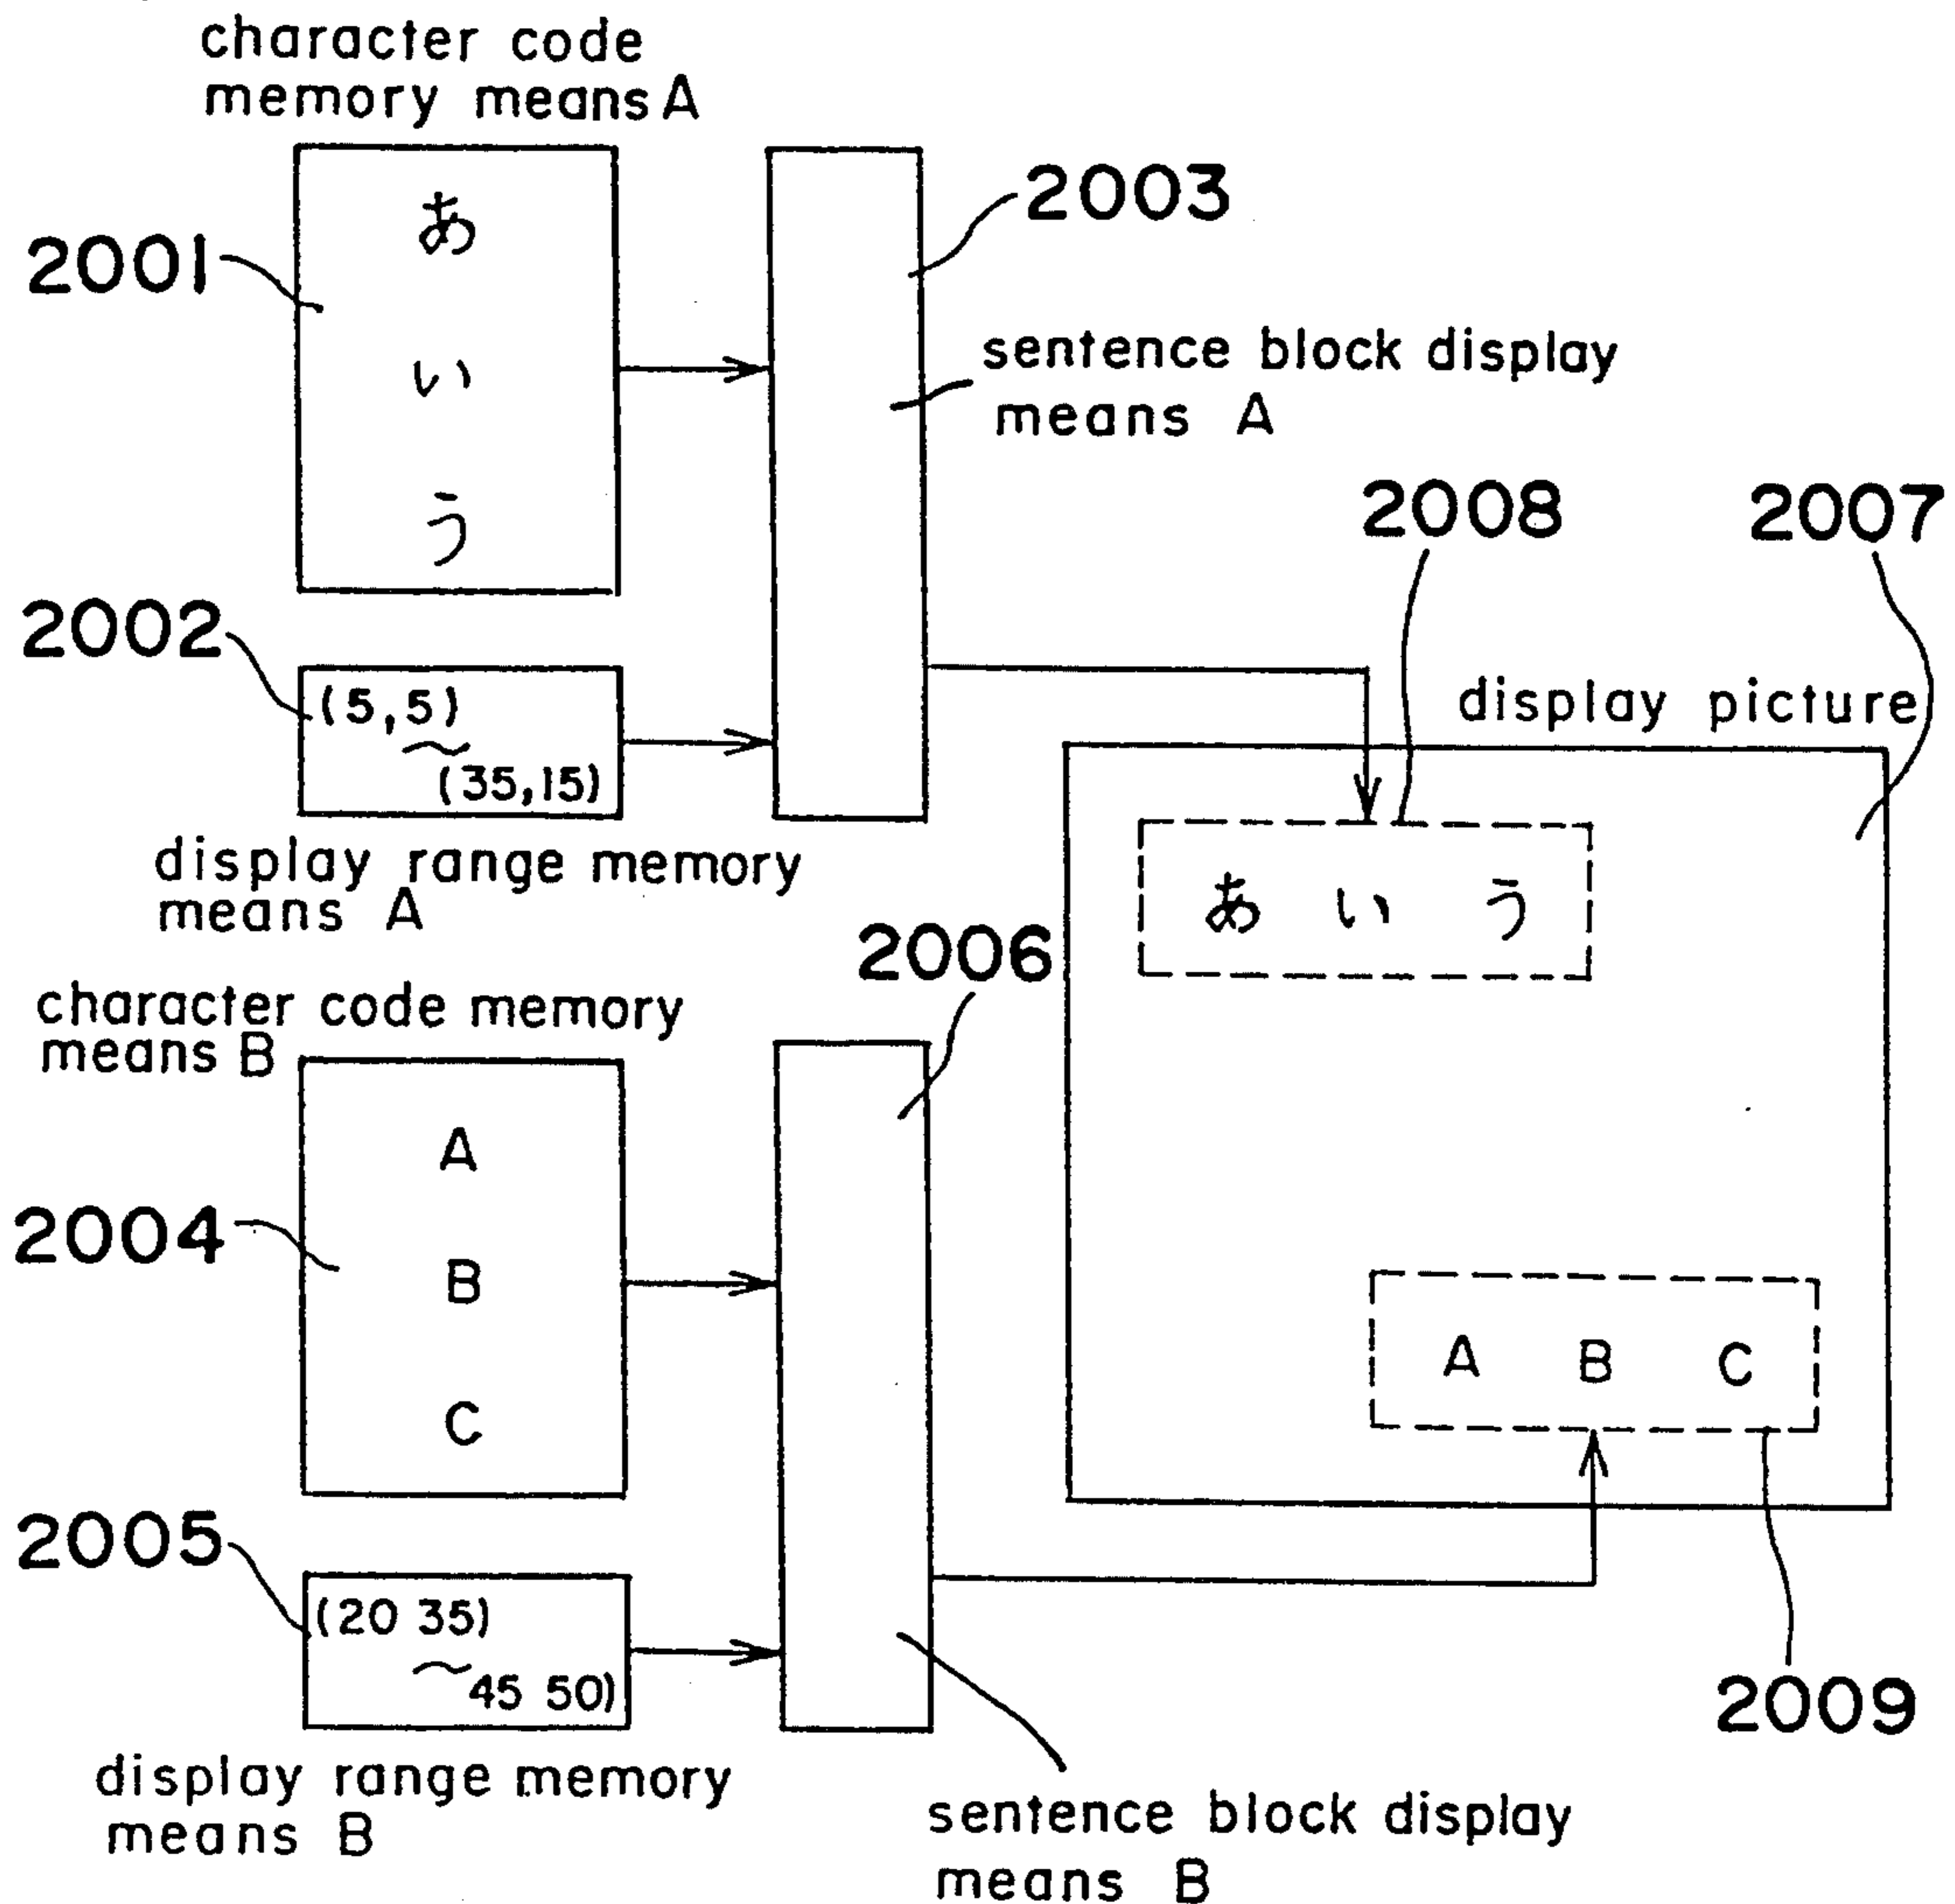 character code
memory means A
2001
あ
い
う
2003
sentence block display
means A
2002
(5,5)
~
(35,15)
display range memory
means A
2008
2007
display picture
あ い う
2006
character code memory
means B
2004
A
B
C
A B C
2005
(20 35)
~
45 50)
display range memory
means B
2009
sentence block display
means B